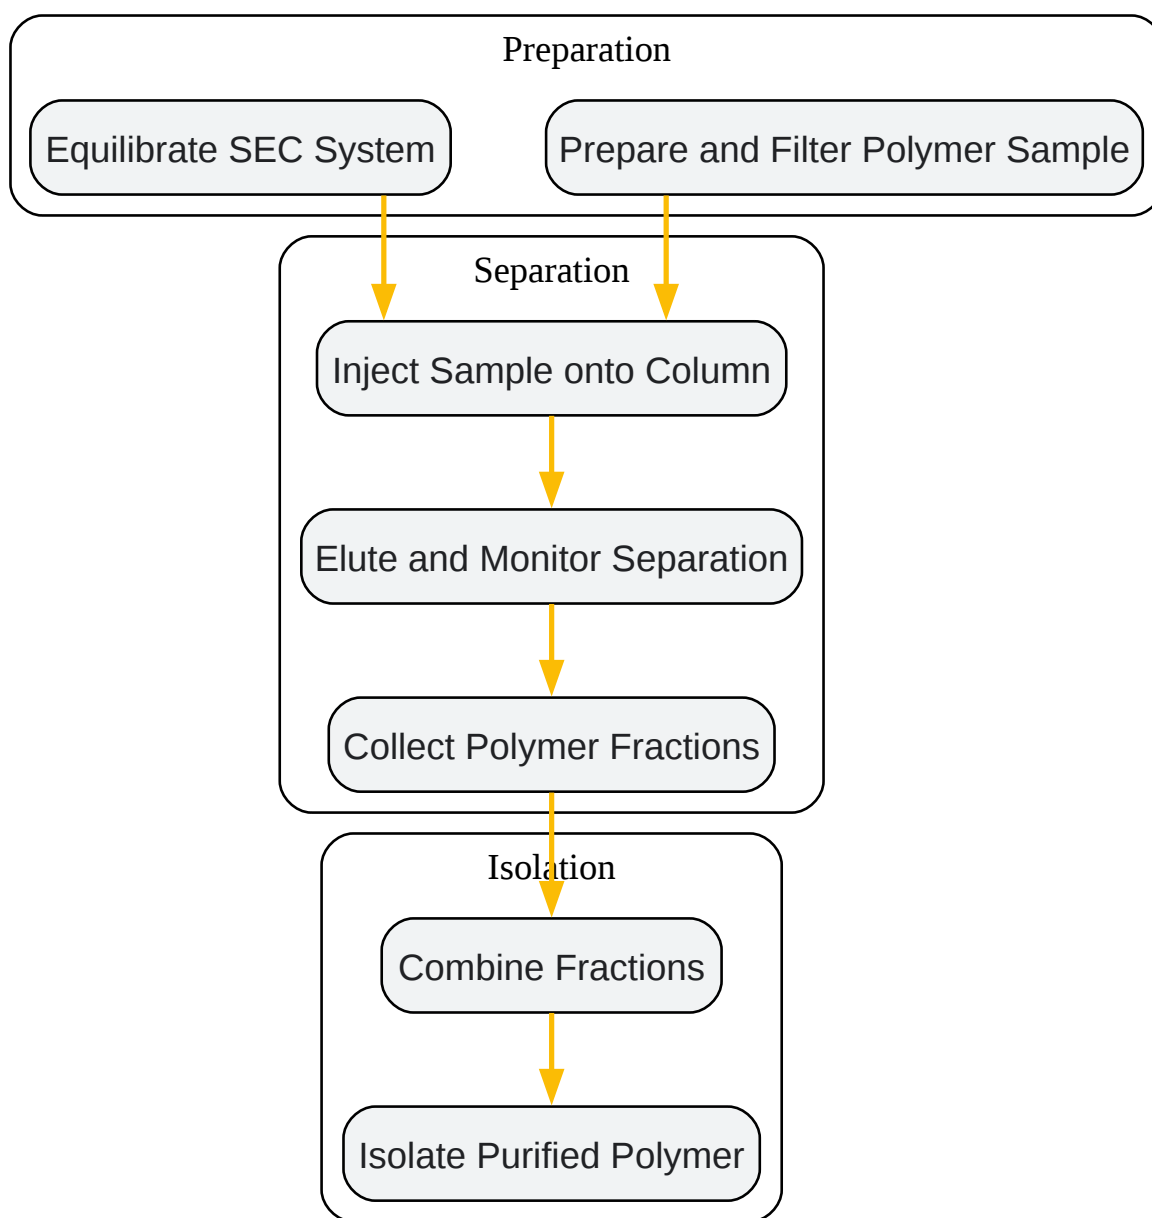 Preparation
Equilibrate SEC System
Prepare and Filter Polymer Sample
Separation
Inject Sample onto Column
Elute and Monitor Separation
Collect Polymer Fractions
Isolation
Combine Fractions
Isolate Purified Polymer